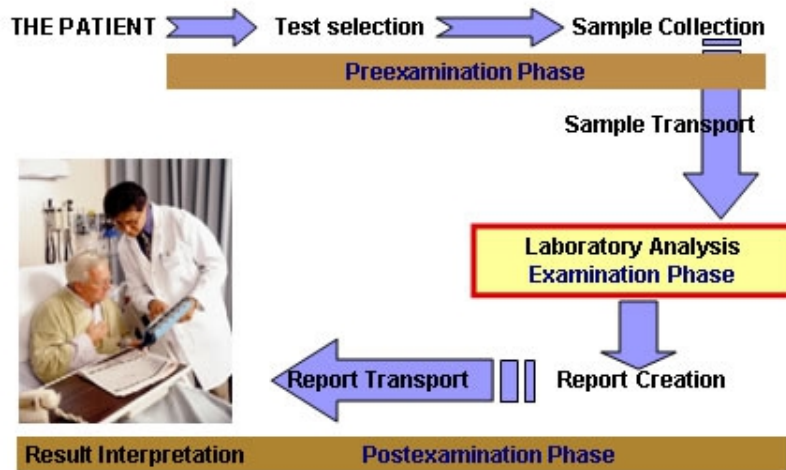 THE PATIENT Test selection Sample Collection
Preexamination Phase
Sample Transport
Laboratory Analysis
Examination Phase
Report Transport Report Creation
Result Interpretation Postexamination Phase